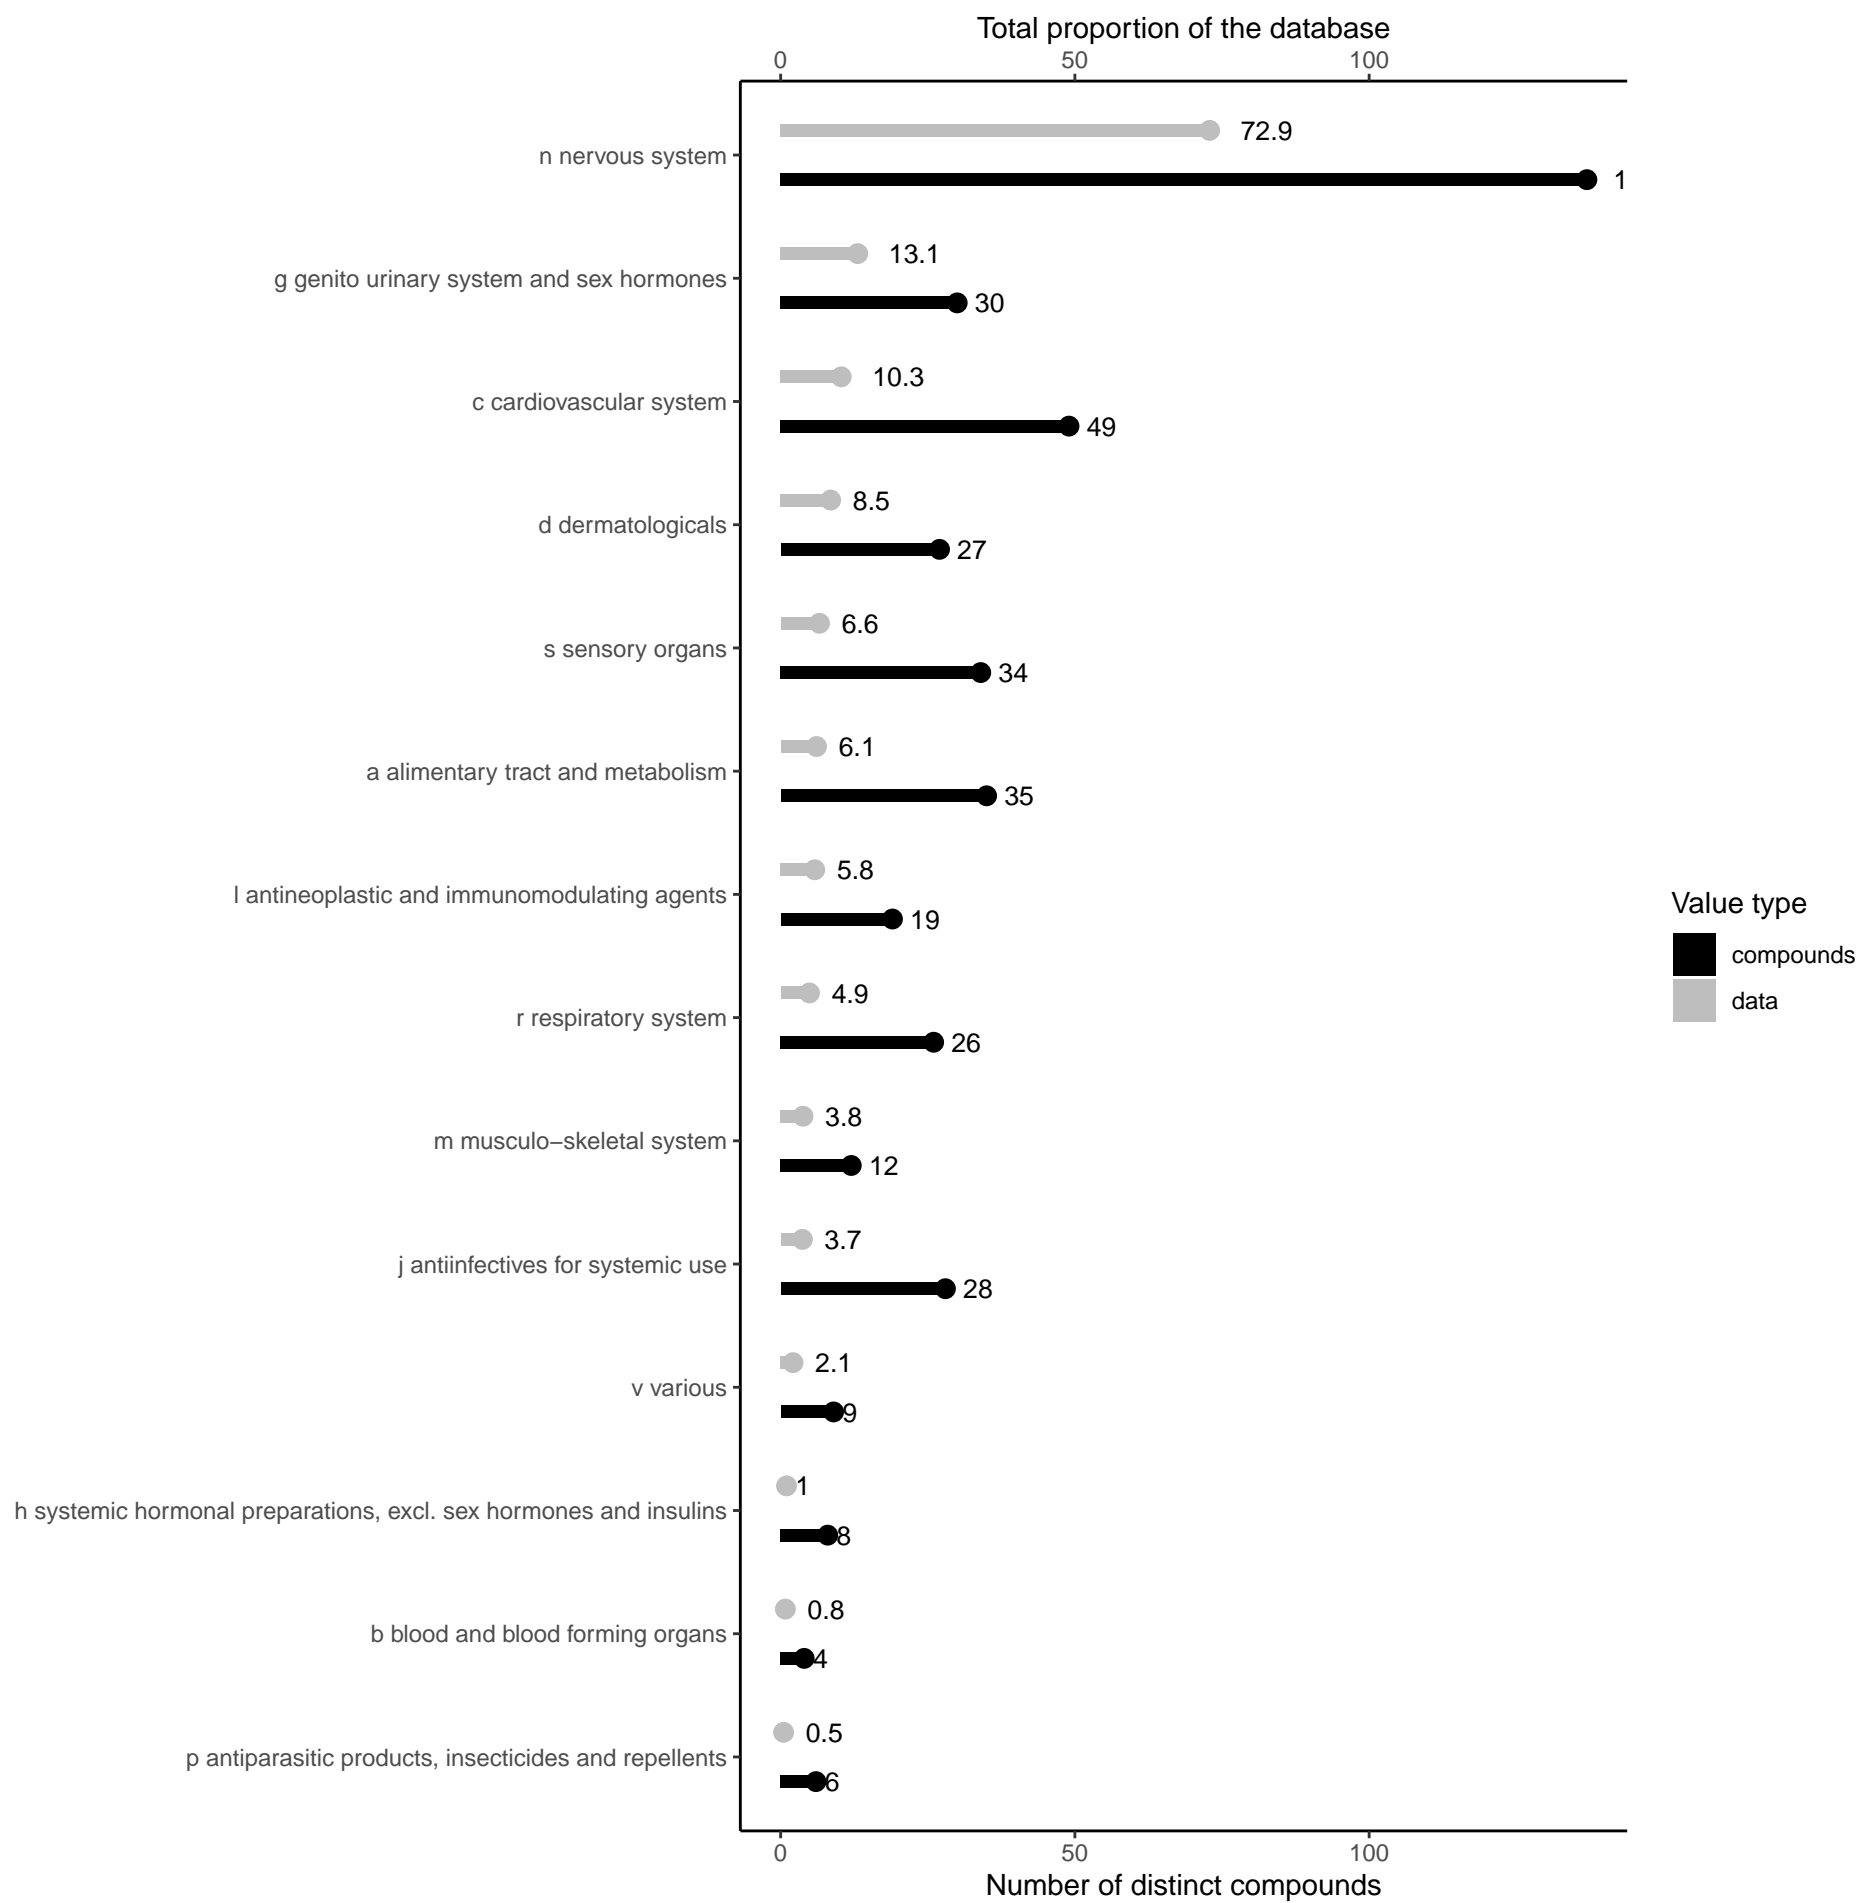 Total proportion of the database
0 50 100
n nervous system
72.9
1
g genito urinary system and sex hormones
13.1
30
c cardiovascular system
10.3
49
d dermatologicals
8.5
27
s sensory organs
6.6
34
a alimentary tract and metabolism
6.1
35
l antineoplastic and immunomodulating agents
5.8
19
r respiratory system
4.9
26
m musculo−skeletal system
3.8
12
j antiinfectives for systemic use
3.7
28
v various
2.1
9
h systemic hormonal preparations, excl. sex hormones and insulins
1
8
b blood and blood forming organs
0.8
4
p antiparasitic products, insecticides and repellents
0.5
6
0 50 100
Number of distinct compounds
Value type
compounds
data